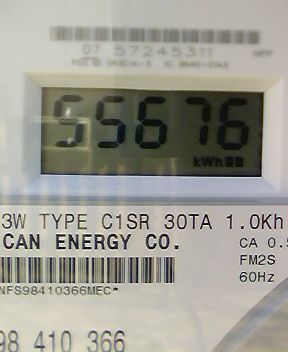 07 57245311
55676
kWh
3W TYPE C1SR 30TA 1.0Kh
CAN ENERGY CO.
CA 0.5
FM2S
60Hz
NFS98410366MEC*
98 410 366